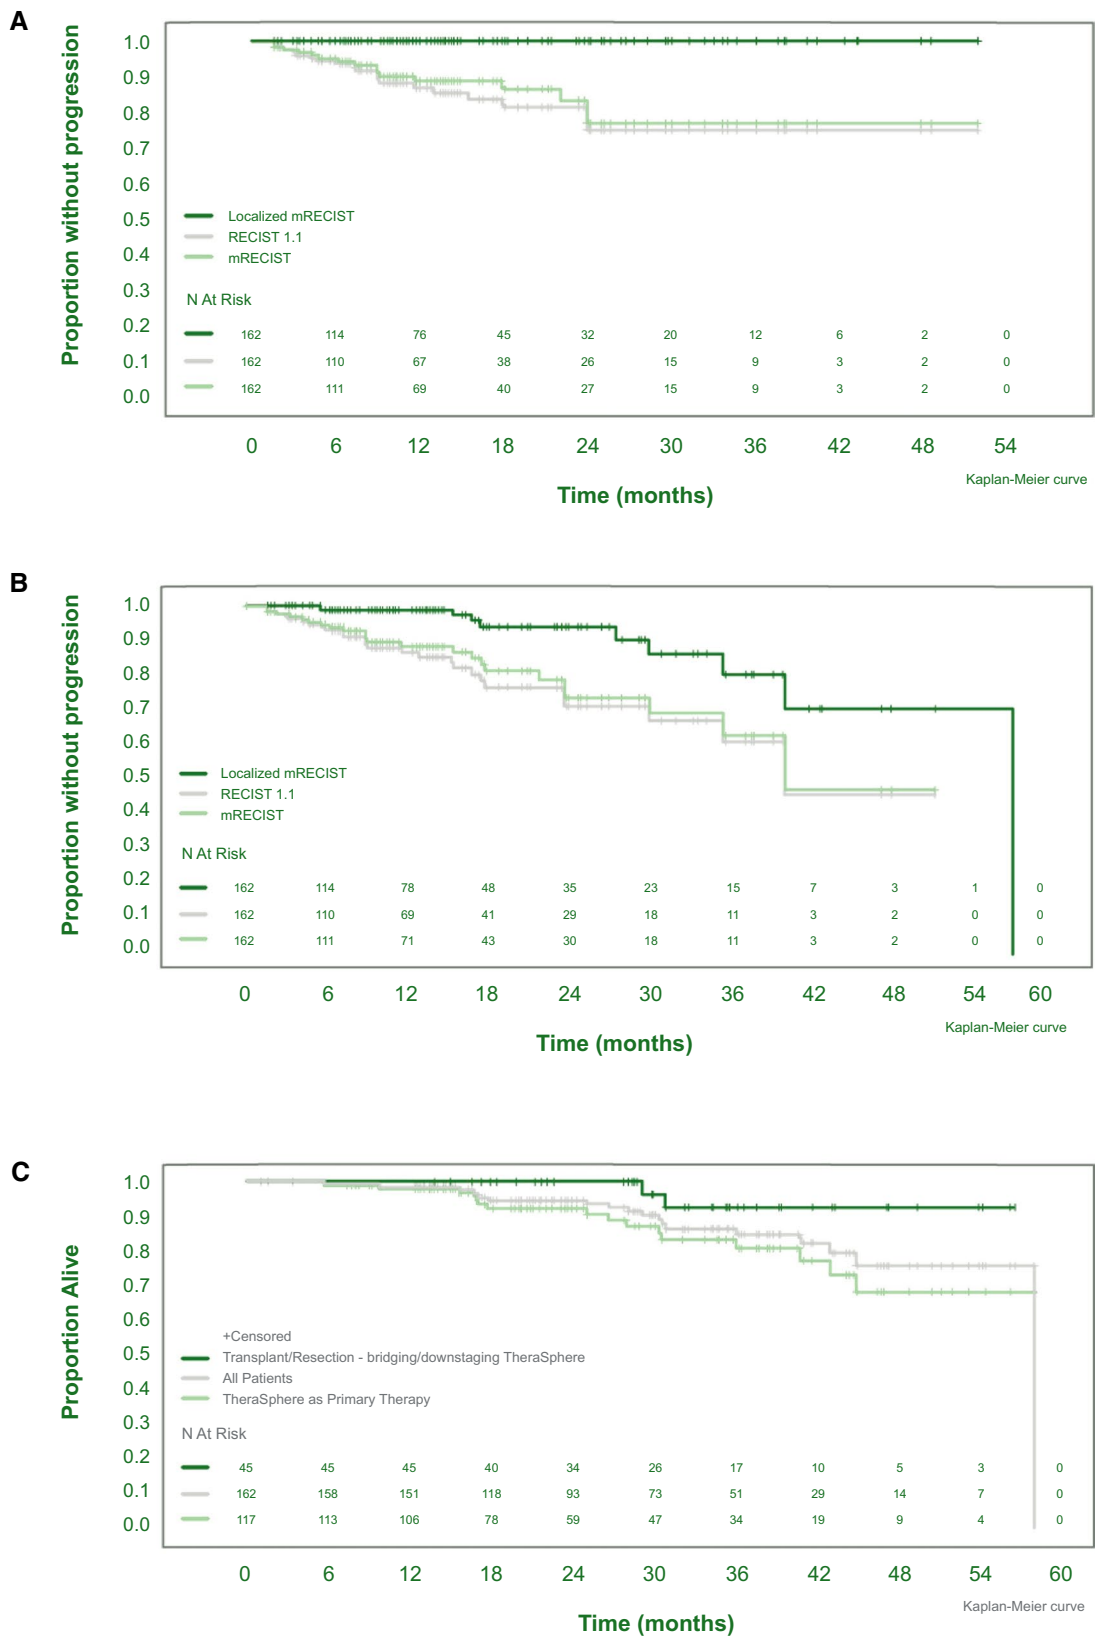 A
Proportion without progression
1.0
0.9
0.8
0.7
0.6
0.5
0.4
0.3
0.2
0.1
0.0
Localized mRECIST
RECIST 1.1
mRECIST
N At Risk
162 114 76 45 32 20 12 6 2 0
162 110 67 38 26 15 9 3 2 0
162 111 69 40 27 15 9 3 2 0
0 6 12 18 24 30 36 42 48 54
Kaplan-Meier curve
Time (months)
B
Proportion without progression
1.0
0.9
0.8
0.7
0.6
0.5
0.4
0.3
0.2
0.1
0.0
Localized mRECIST
RECIST 1.1
mRECIST
N At Risk
162 114 78 48 35 23 15 7 3 1 0
162 110 69 41 29 18 11 3 2 0 0
162 111 71 43 30 18 11 3 2 0 0
0 6 12 18 24 30 36 42 48 54 60
Kaplan-Meier curve
Time (months)
C
Proportion Alive
1.0
0.9
0.8
0.7
0.6
0.5
0.4
0.3
0.2
0.1
0.0
+Censored
Transplant/Resection - bridging/downstaging TheraSphere
All Patients
TheraSphere as Primary Therapy
N At Risk
45 45 45 40 34 26 17 10 5 3 0
162 158 151 118 93 73 51 29 14 7 0
117 113 106 78 59 47 34 19 9 4 0
0 6 12 18 24 30 36 42 48 54 60
Kaplan-Meier curve
Time (months)